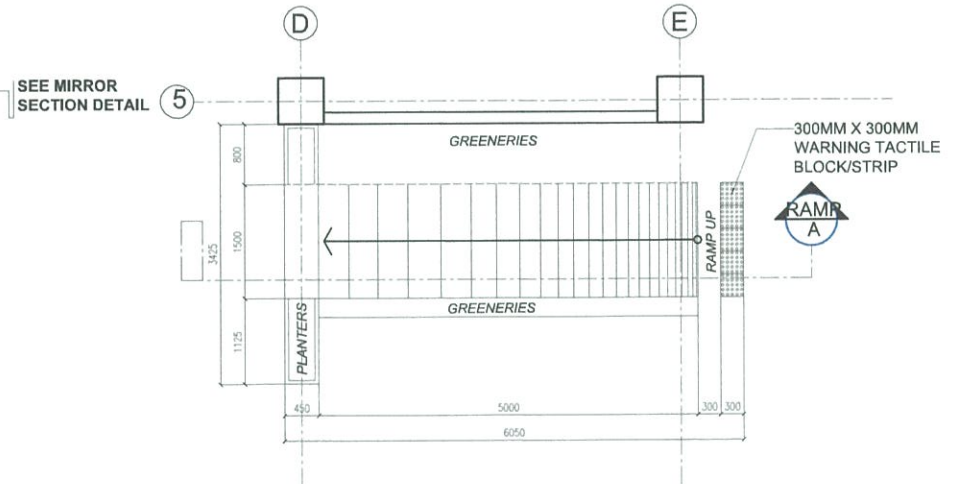 D
E
SEE MIRROR
SECTION DETAIL
5
GREENERIES
300MM X 300MM
WARNING TACTILE
BLOCK/STRIP
800
3425
1500
RAMP UP
RAMP
A
GREENERIES
PLANTERS
1125
450
5000
300
300
6050